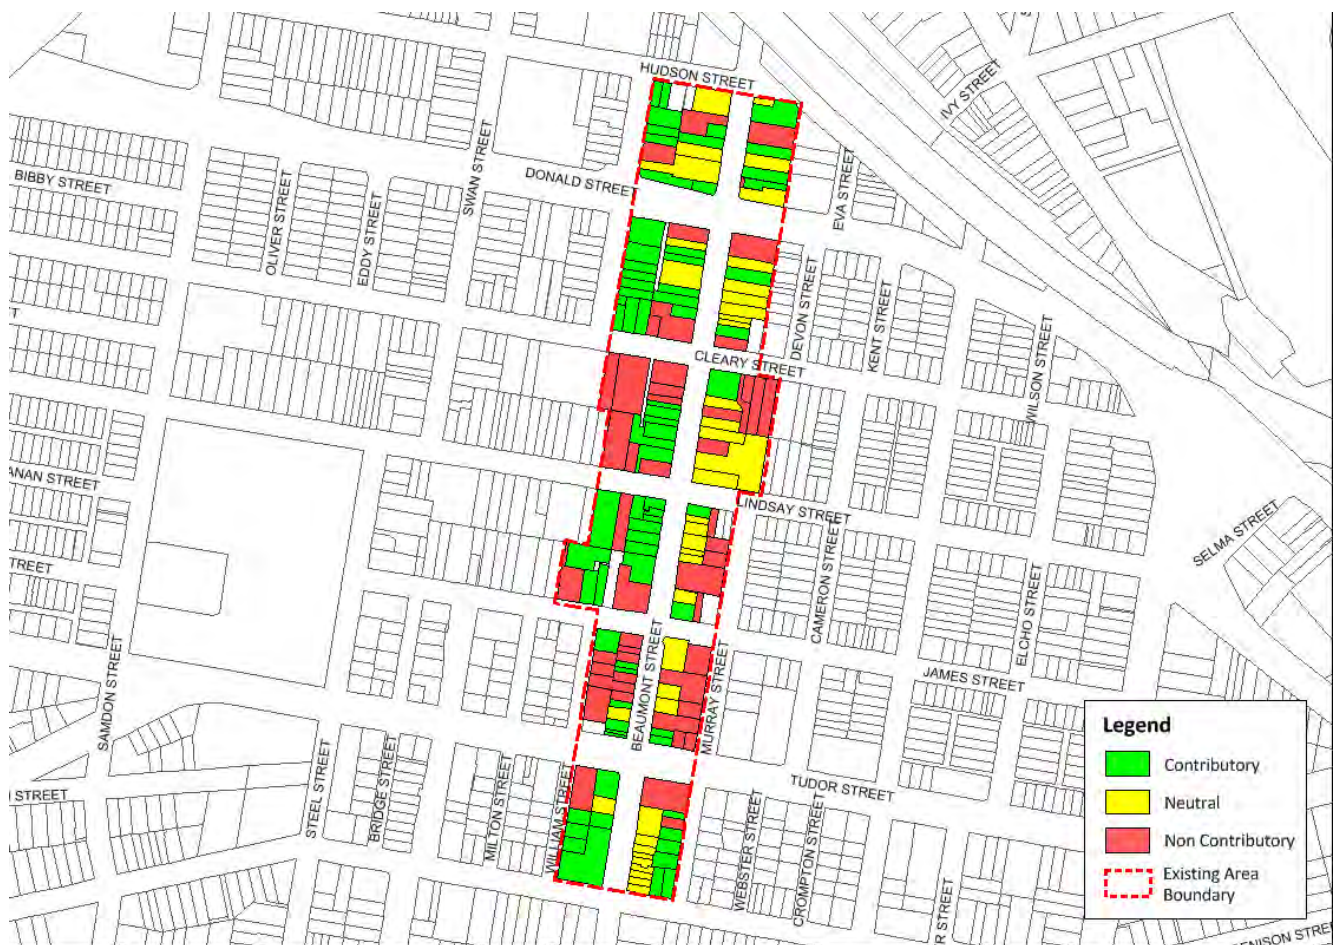 HUDSON STREET
IVY STREET
BIBBY STREET
DONALD STREET
SWAN STREET
OLIVER STREET
EDDY STREET
EVA STREET
DEVON STREET
KENT STREET
CLEARY STREET
WILSON STREET
ANAN STREET
LINDSAY STREET
SELMA STREET
TREET
CAMERON STREET
ELCHO STREET
SAMDON STREET
BEAUMONT STREET
MURRAY STREET
JAMES STREET
TUDOR STREET
STREET
STEEL STREET
BRIDGE STREET
MILTON STREET
WILLIAM STREET
WEBSTER STREET
CROMPTON STREET
R STREET
NISON STREE
Legend
Contributory
Neutral
Non Contributory
Existing Area
Boundary